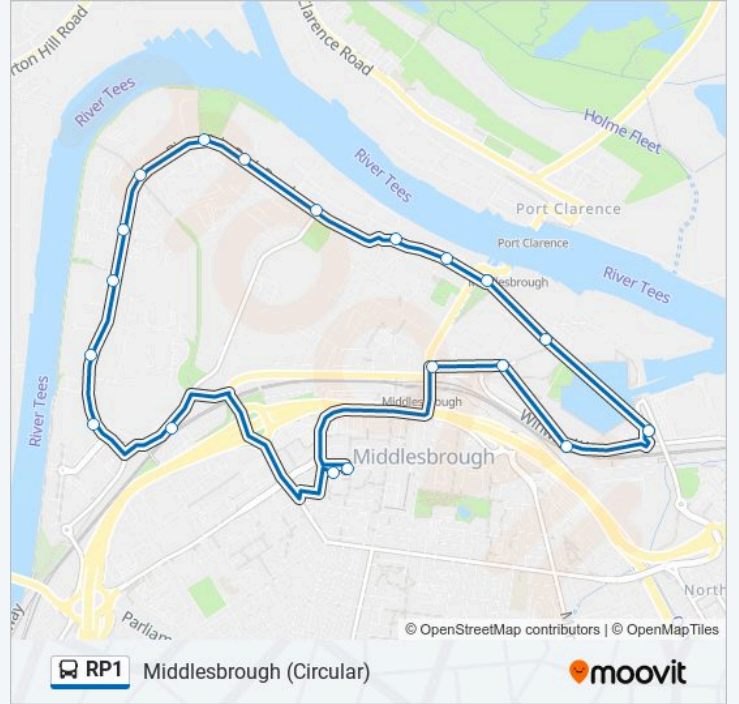 rton Hill Road
Clarence Road
River Tees
Holme Fleet
River Tees
Port Clarence
Port Clarence
River Tees
Middlesbrough
River Tees
Middlesbrough
Middlesbrough
North
Parliam
© OpenStreetMap contributors | © OpenMapTiles
RP1 Middlesbrough (Circular)
moovit